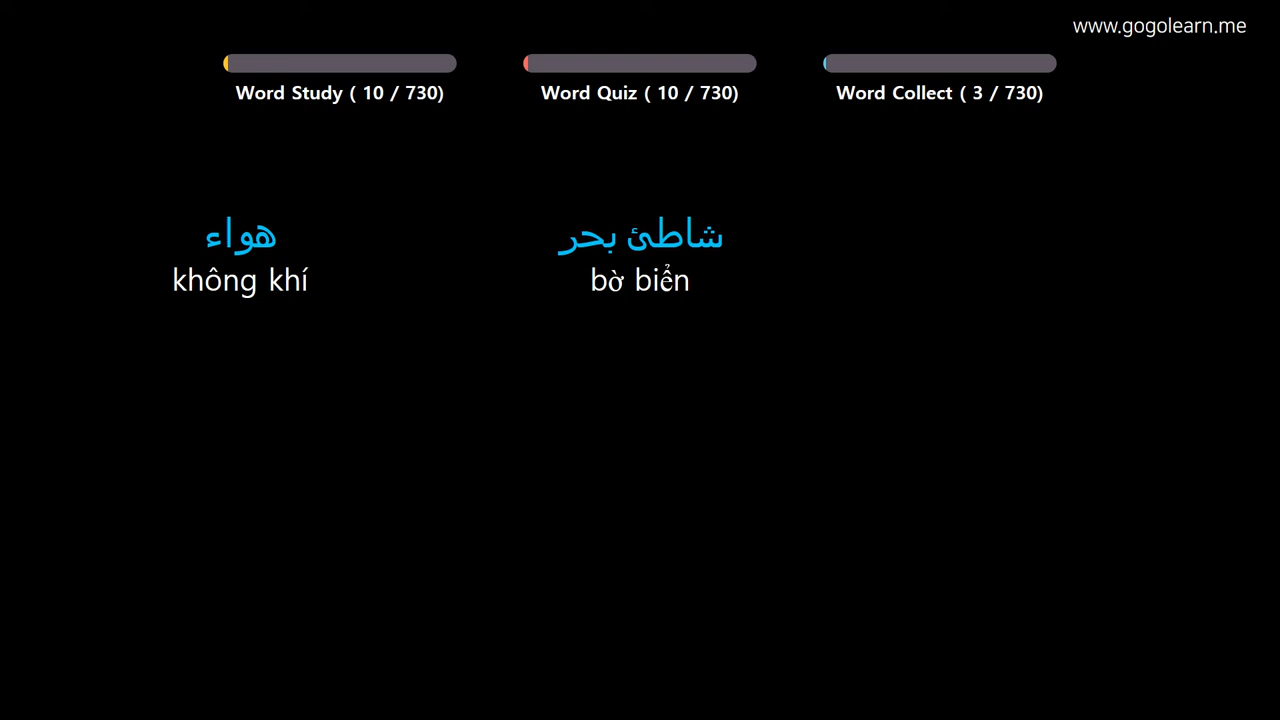 www.gogolearn.me
Word Study ( 10 / 730)
Word Quiz ( 10 / 730)
Word Collect ( 3 / 730)
هواء
không khí
شاطئ بحر
bờ biển